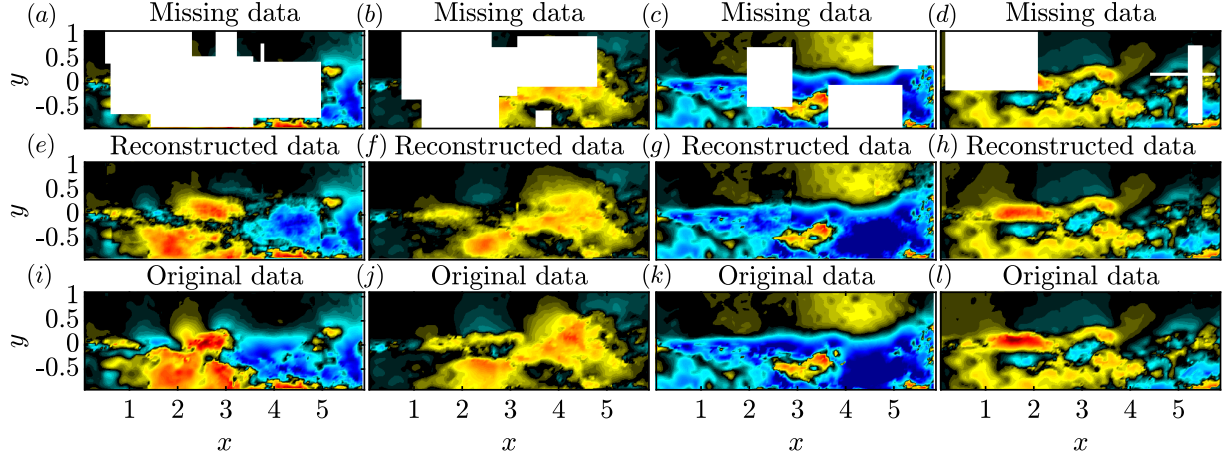 (a) Missing data (b) Missing data (c) Missing data (d) Missing data
1
0.5
y
0
-0.5
(e) Reconstructed data (f) Reconstructed data (g) Reconstructed data (h) Reconstructed data
1
0.5
y
0
-0.5
(i) Original data (j) Original data (k) Original data (l) Original data
1
0.5
y
0
-0.5
1 2 3 4 5 1 2 3 4 5 1 2 3 4 5 1 2 3 4 5
x x x x